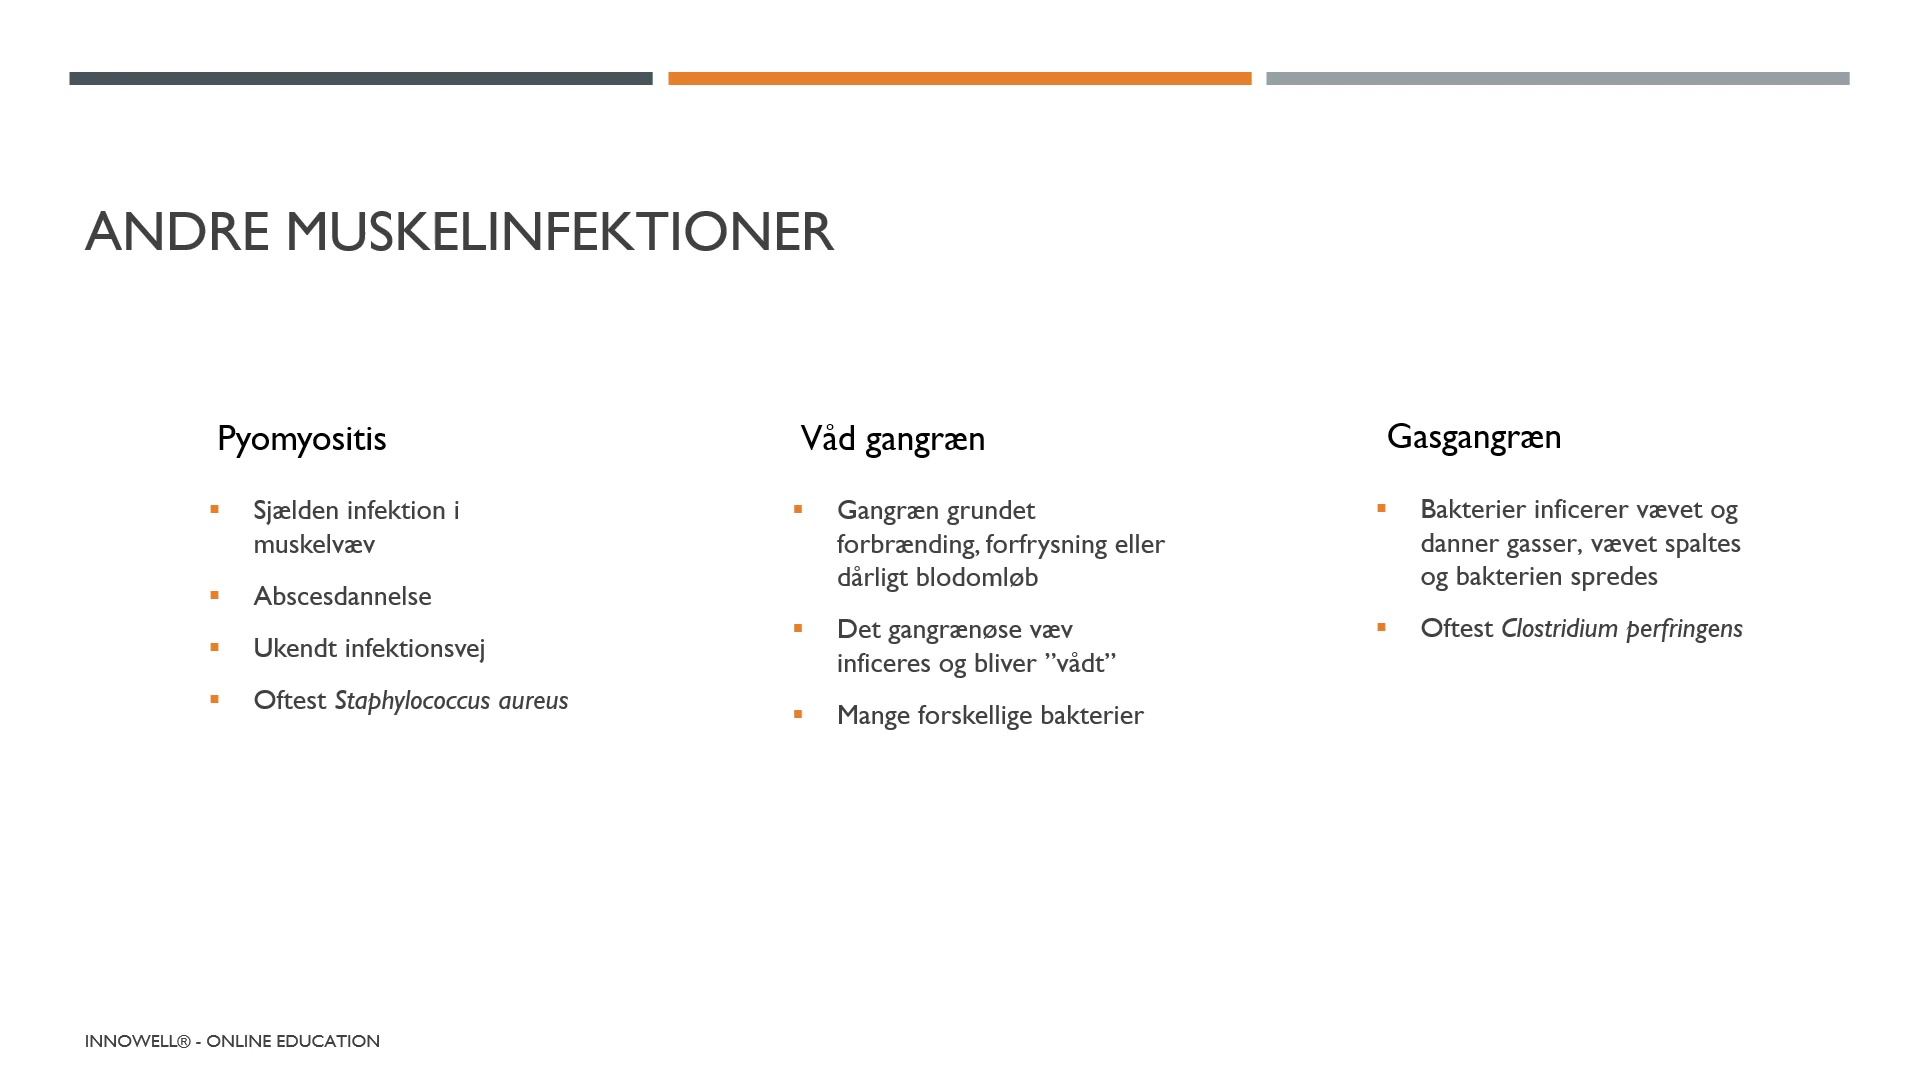 ANDRE MUSKELINFEKTIONER
Pyomyositis
Sjælden infektion i
muskelvæv
Abscesdannelse
Ukendt infektionsvej
Oftest Staphylococcus aureus
Våd gangræn
Gangræn grundet
forbrænding, forfrysning eller
dårligt blodomløb
Det gangrænøse væv
inficeres og bliver ”vådt”
Mange forskellige bakterier
Gasgangræn
Bakterier inficerer vævet og
danner gasser, vævet spaltes
og bakterien spredes
Oftest Clostridium perfringens
INNOWELL® - ONLINE EDUCATION